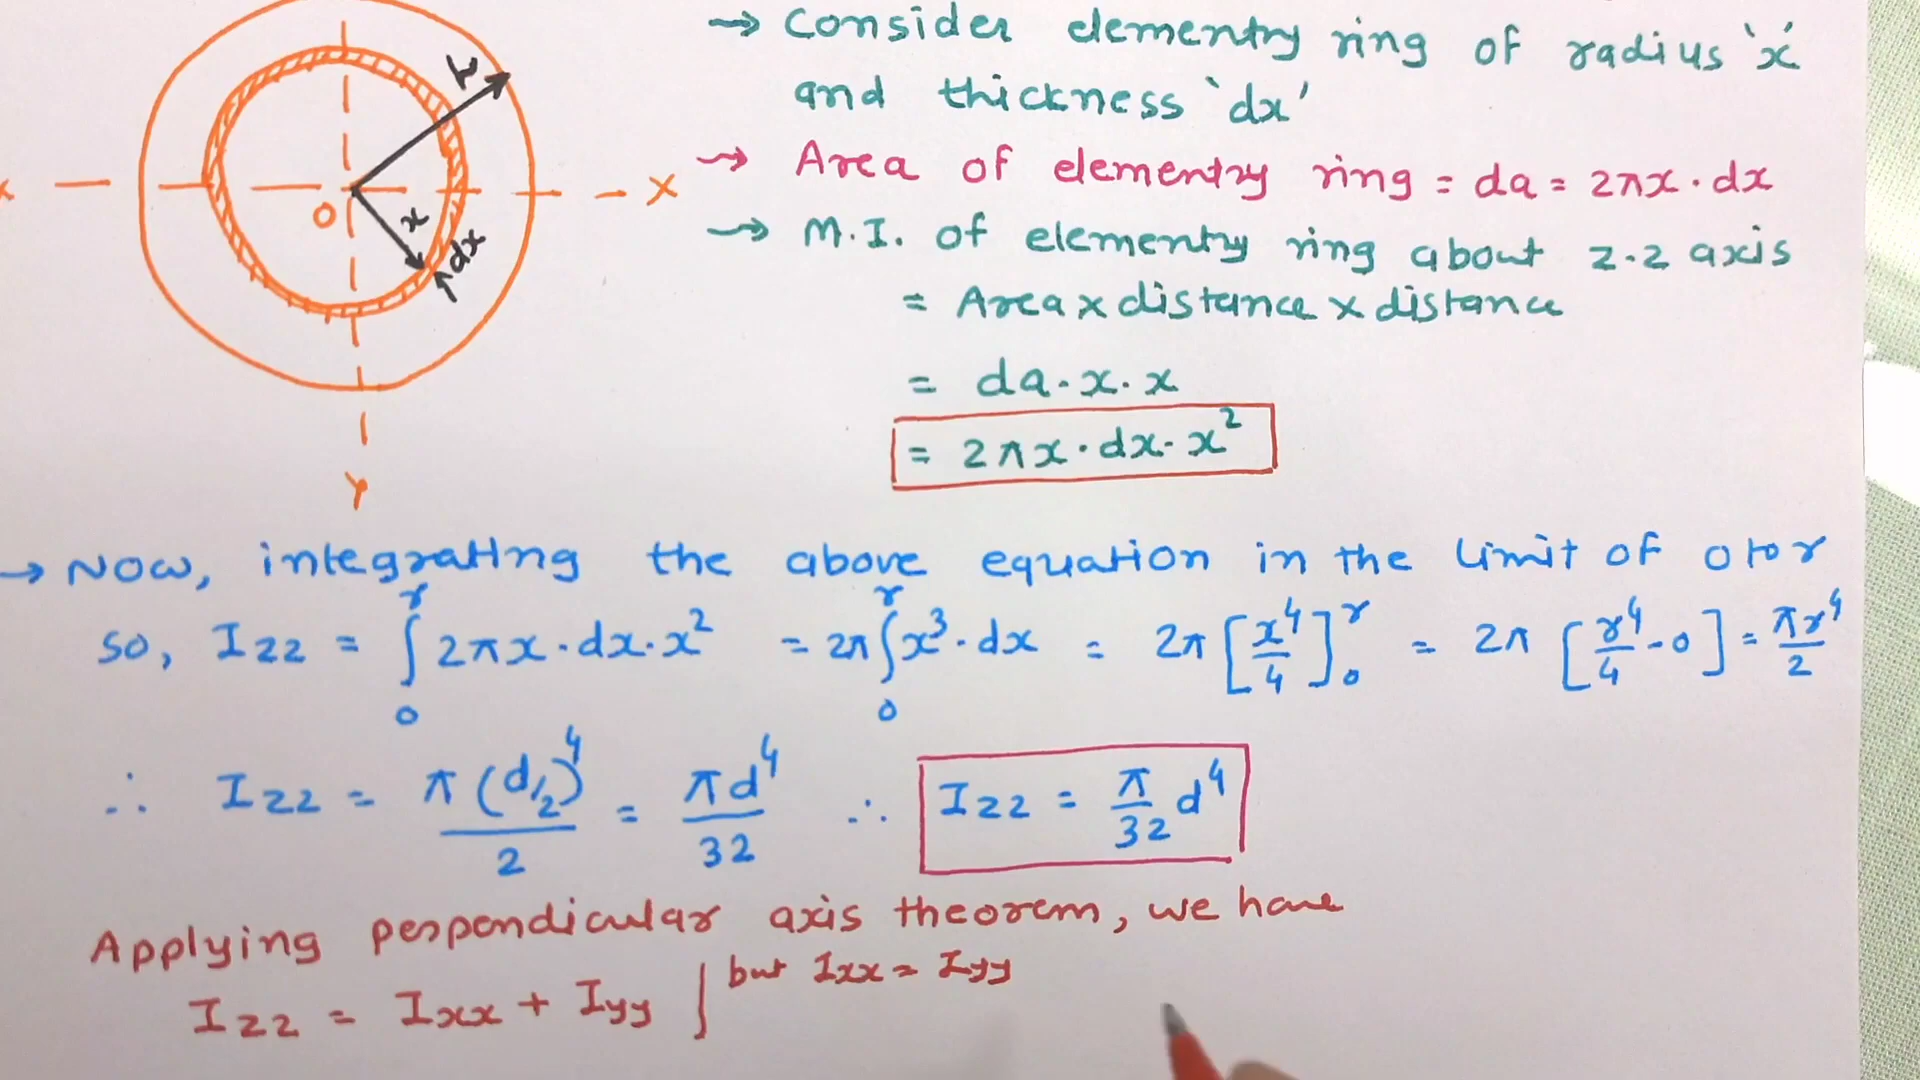 → Consider elementry ring of radius 'x'
and thickness 'dx'
→ Area of elementry ring = da = 2πx · dx
→ M.I. of elementry ring about z-z axis
= Area x distance x distance
= da · x · x
= 2πx · dx · x²
r
x
dx
O
X
X
Y
→ Now, integrating the above equation in the limit of 0 to r
so, Izz = ∫₀ʳ 2πx · dx · x² = 2π ∫₀ʳ x³ · dx = 2π [x⁴/4]₀ʳ = 2π [r⁴/4 - 0] = πr⁴/2
∴ Izz = π(d/2)⁴/2 = πd⁴/32 ∴ Izz = π/32 d⁴
Applying perpendicular axis theorem, we have
Izz = Ixx + Iyy | but Ixx = Iyy